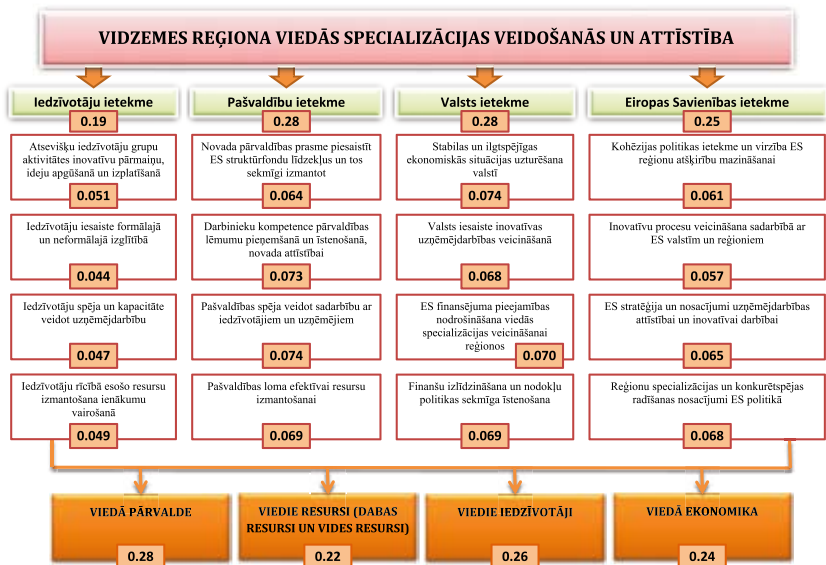 VIDZEMES REĢIONA VIEDĀS SPECIALIZĀCIJAS VEIDOŠANĀS UN ATTĪSTĪBA
Iedzīvotāju ietekme
0.19
Atsevišķu iedzīvotāju grupu
aktivitātes inovatīvu pārmaiņu,
ideju apgūšanā un izplatīšanā
0.051
Iedzīvotāju iesaiste formālajā
un neformālajā izglītībā
0.044
Iedzīvotāju spēja un kapacitāte
veidot uzņēmējdarbību
0.047
Iedzīvotāju rīcībā esošo resursu
izmantošana ienākumu
vairošanā
0.049
Pašvaldību ietekme
0.28
Novada pārvaldības prasme piesaistīt
ES struktūrfondu līdzekļus un tos
sekmīgi izmantot
0.064
Darbinieku kompetence pārvaldības
lēmumu pieņemšanā un īstenošanā,
novada attīstībai
0.073
Pašvaldības spēja veidot sadarbību ar
iedzīvotājiem un uzņēmējiem
0.074
Pašvaldības loma efektīvai resursu
izmantošanai
0.069
Valsts ietekme
0.28
Stabilas un ilgtspējīgas
ekonomiskās situācijas uzturēšana
valstī
0.074
Valsts iesaiste inovatīvas
uzņēmējdarbības veicināšanā
0.068
ES finansējuma pieejamības
nodrošināšana viedās
specializācijas veicināšanai
reģionos
0.070
Finanšu izlīdzināšana un nodokļu
politikas sekmīga īstenošana
0.069
Eiropas Savienības ietekme
0.25
Kohēzijas politikas ietekme un virzība ES
reģionu atšķirību mazināšanai
0.061
Inovatīvu procesu veicināšana sadarbībā ar
ES valstīm un reģioniem
0.057
ES stratēģija un nosacījumi uzņēmējdarbības
attīstībai un inovatīvai darbībai
0.065
Reģionu specializācijas un konkurētspējas
radīšanas nosacījumi ES politikā
0.068
VIEDĀ PĀRVALDE
0.28
VIEDIE RESURSI (DABAS
RESURSI UN VIDES RESURSI)
0.22
VIEDIE IEDZĪVOTĀJI
0.26
VIEDĀ EKONOMIKA
0.24